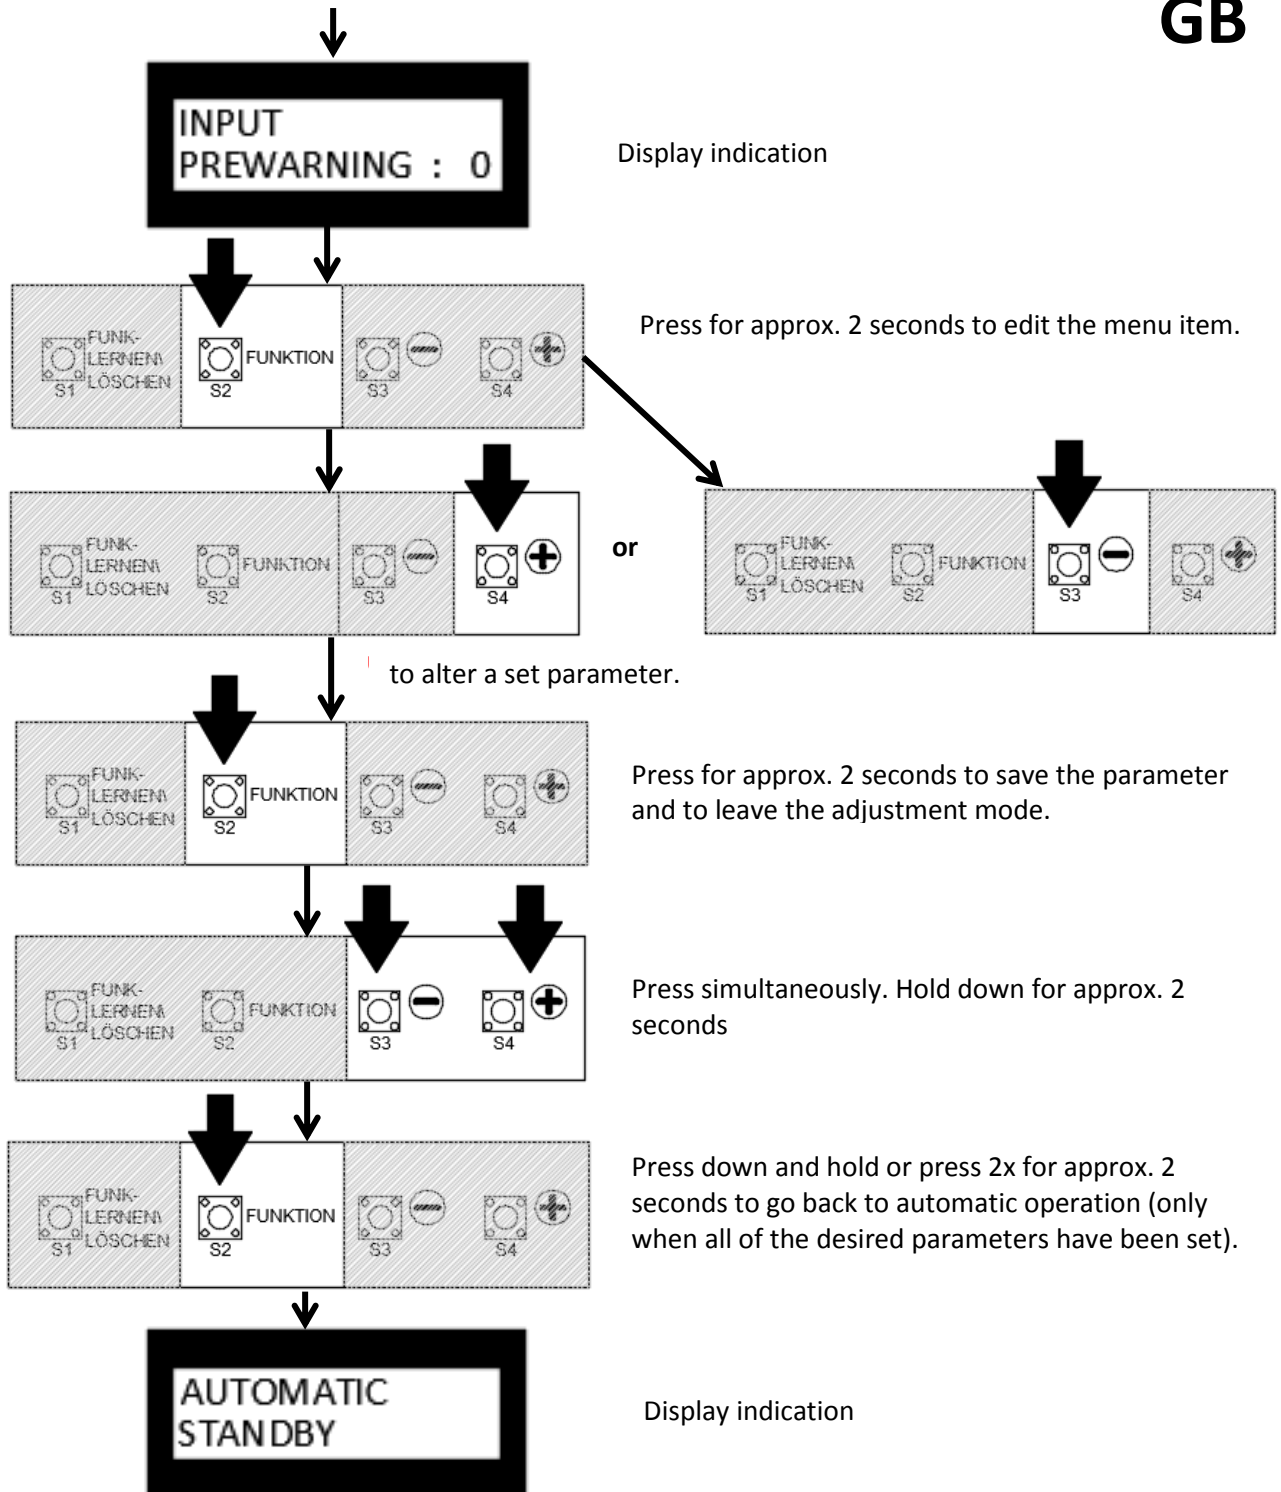 GB
INPUT
PREWARNING : 0
Display indication
FUNK-
LERNEN\
LÖSCHEN
S1
FUNKTION
S2
S3
S4
Press for approx. 2 seconds to edit the menu item.
FUNK-
LERNEN\
LÖSCHEN
S1
FUNKTION
S2
S3
S4
or
FUNK-
LERNEN\
LÖSCHEN
S1
FUNKTION
S2
S3
S4
to alter a set parameter.
FUNK-
LERNEN\
LÖSCHEN
S1
FUNKTION
S2
S3
S4
Press for approx. 2 seconds to save the parameter
and to leave the adjustment mode.
FUNK-
LERNEN\
LÖSCHEN
S1
FUNKTION
S2
S3
S4
Press simultaneously. Hold down for approx. 2
seconds
FUNK-
LERNEN\
LÖSCHEN
S1
FUNKTION
S2
S3
S4
Press down and hold or press 2x for approx. 2
seconds to go back to automatic operation (only
when all of the desired parameters have been set).
AUTOMATIC
STANDBY
Display indication